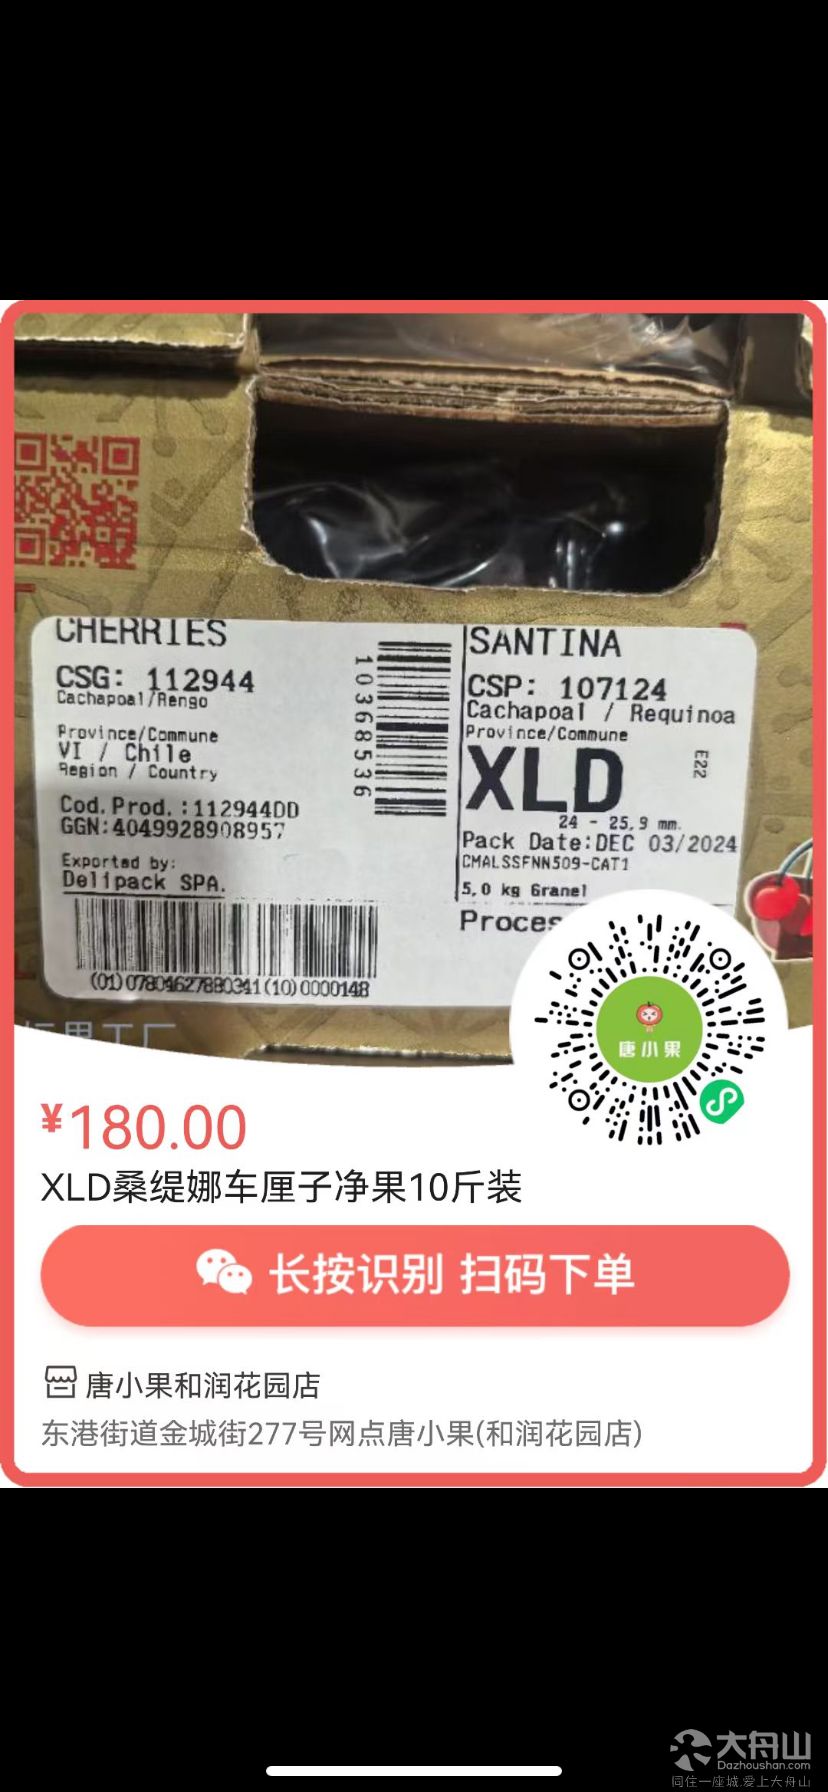 CHERRIES
CSG: 112944
Cachapoal/Rengo
Province/Commune
VI / Chile
Region / Country
Cod.Prod.:112944DD
GGN:4049928908957
Exported by:
Delipack SPA.
(01)07804627880341(10)0000148
10368536
SANTINA
CSP: 107124
Cachapoal / Requinoa
Province/Commune
XLD
E22
24 - 25,9 mm.
Pack Date:DEC 03/2024
CMALSSFNN509-CAT1
5,0 kg Granel
唐小果
¥180.00
XLD桑缇娜车厘子净果10斤装
长按识别 扫码下单
唐小果和润花园店
东港街道金城街277号网点唐小果(和润花园店)
大舟山
Dazhoushan.com
同住一座城,爱上大舟山